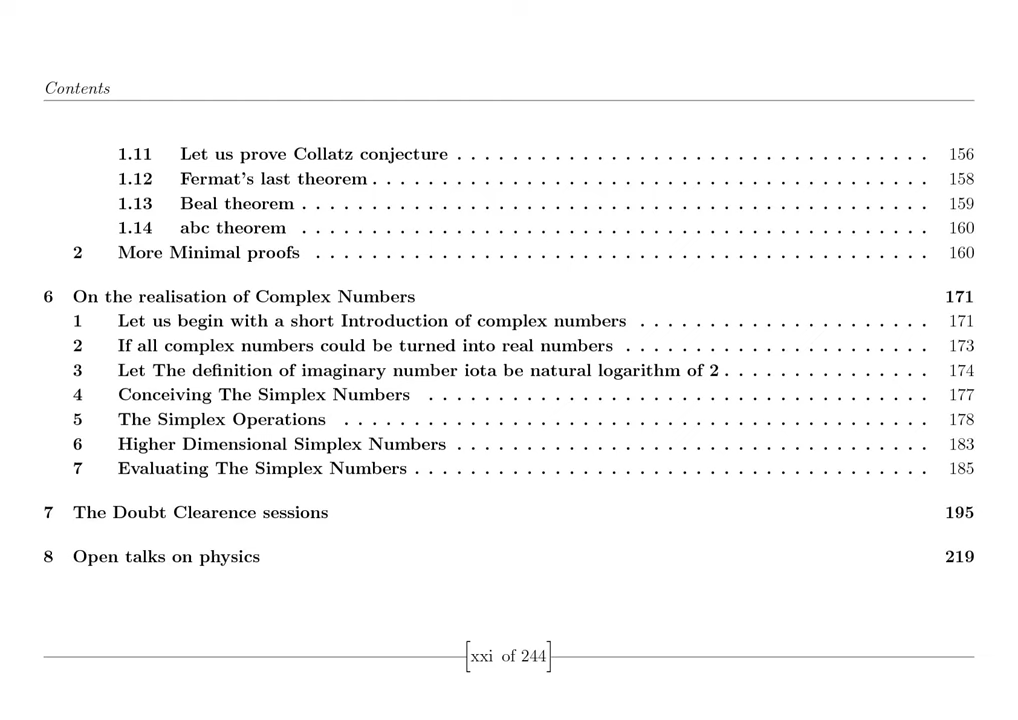 Contents
1.11 Let us prove Collatz conjecture . . . . . . . . . . . . . . . . . . . . . . . . . . . . . . . . . . 156
1.12 Fermat's last theorem . . . . . . . . . . . . . . . . . . . . . . . . . . . . . . . . . . . . . . . . 158
1.13 Beal theorem . . . . . . . . . . . . . . . . . . . . . . . . . . . . . . . . . . . . . . . . . . . . . 159
1.14 abc theorem . . . . . . . . . . . . . . . . . . . . . . . . . . . . . . . . . . . . . . . . . . . . . 160
2 More Minimal proofs . . . . . . . . . . . . . . . . . . . . . . . . . . . . . . . . . . . . . . . . . . . . 160
6 On the realisation of Complex Numbers 171
1 Let us begin with a short Introduction of complex numbers . . . . . . . . . . . . . . . . . . . . . 171
2 If all complex numbers could be turned into real numbers . . . . . . . . . . . . . . . . . . . . . . 173
3 Let The definition of imaginary number iota be natural logarithm of 2 . . . . . . . . . . . . . . . 174
4 Conceiving The Simplex Numbers . . . . . . . . . . . . . . . . . . . . . . . . . . . . . . . . . . . . 177
5 The Simplex Operations . . . . . . . . . . . . . . . . . . . . . . . . . . . . . . . . . . . . . . . . . . 178
6 Higher Dimensional Simplex Numbers . . . . . . . . . . . . . . . . . . . . . . . . . . . . . . . . . . 183
7 Evaluating The Simplex Numbers . . . . . . . . . . . . . . . . . . . . . . . . . . . . . . . . . . . . . 185
7 The Doubt Clearence sessions 195
8 Open talks on physics 219
[xxi of 244]